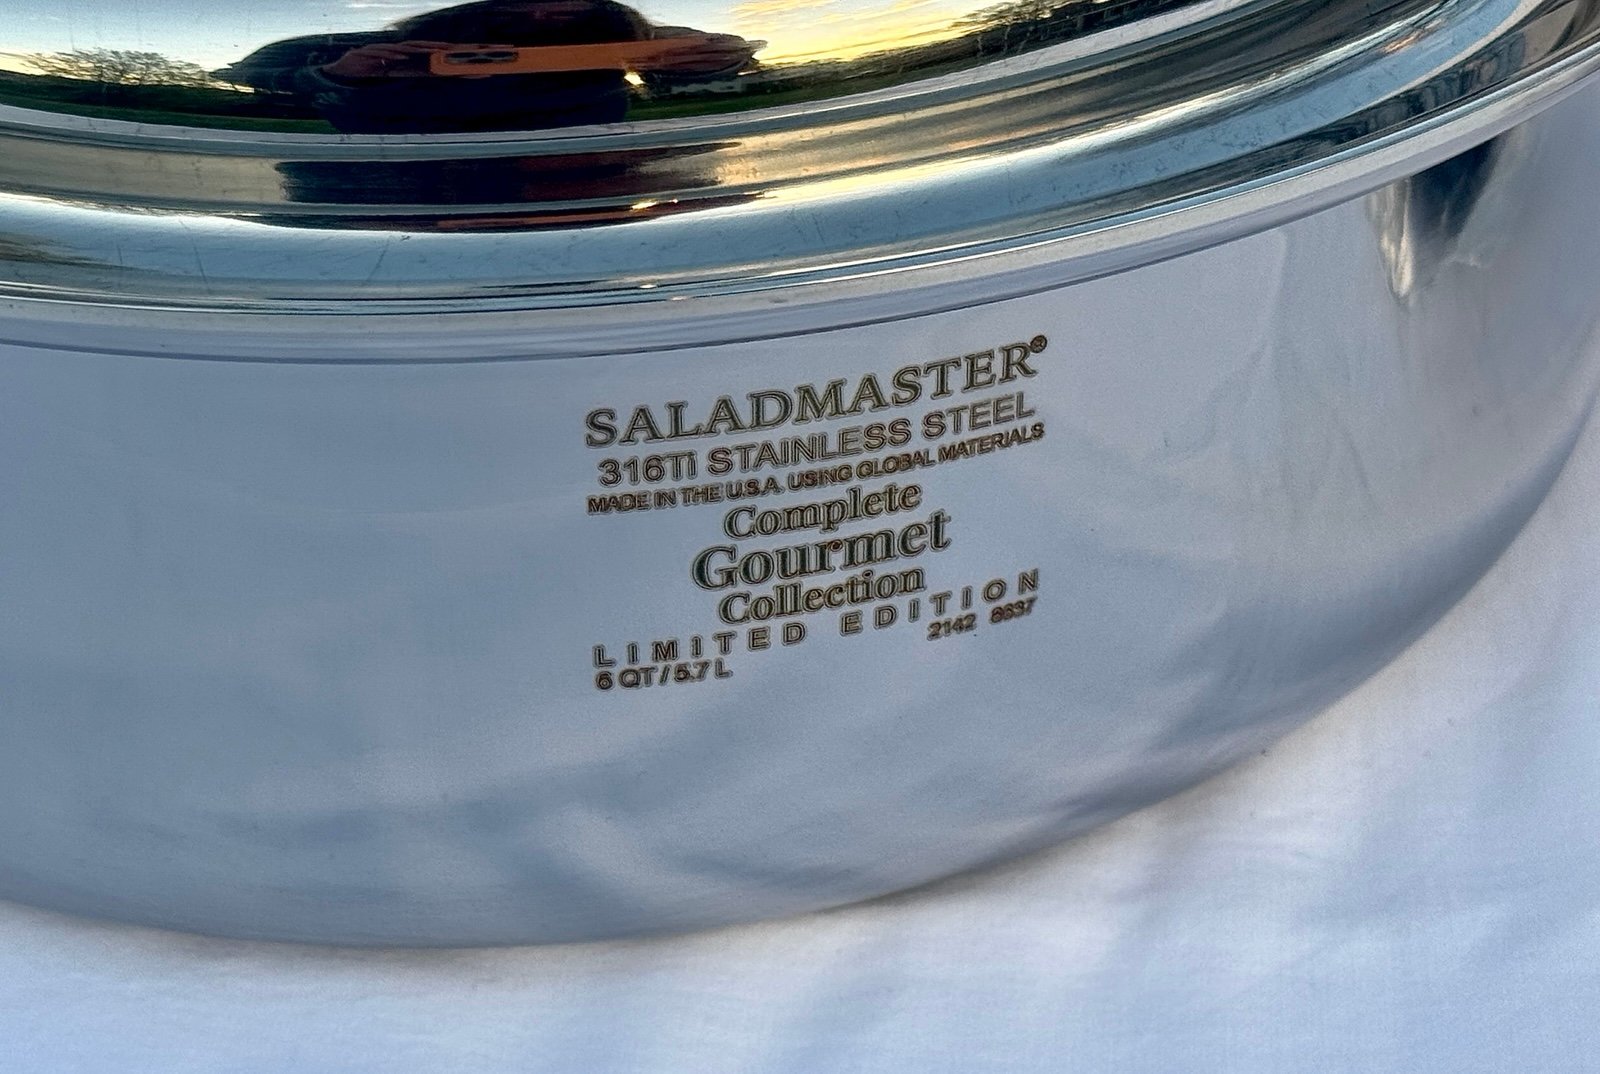 SALADMASTER®
316Ti STAINLESS STEEL
MADE IN THE U.S.A. USING GLOBAL MATERIALS
Complete
Gourmet
Collection
LIMITED EDITION
6 QT / 5.7 L 2142 8637